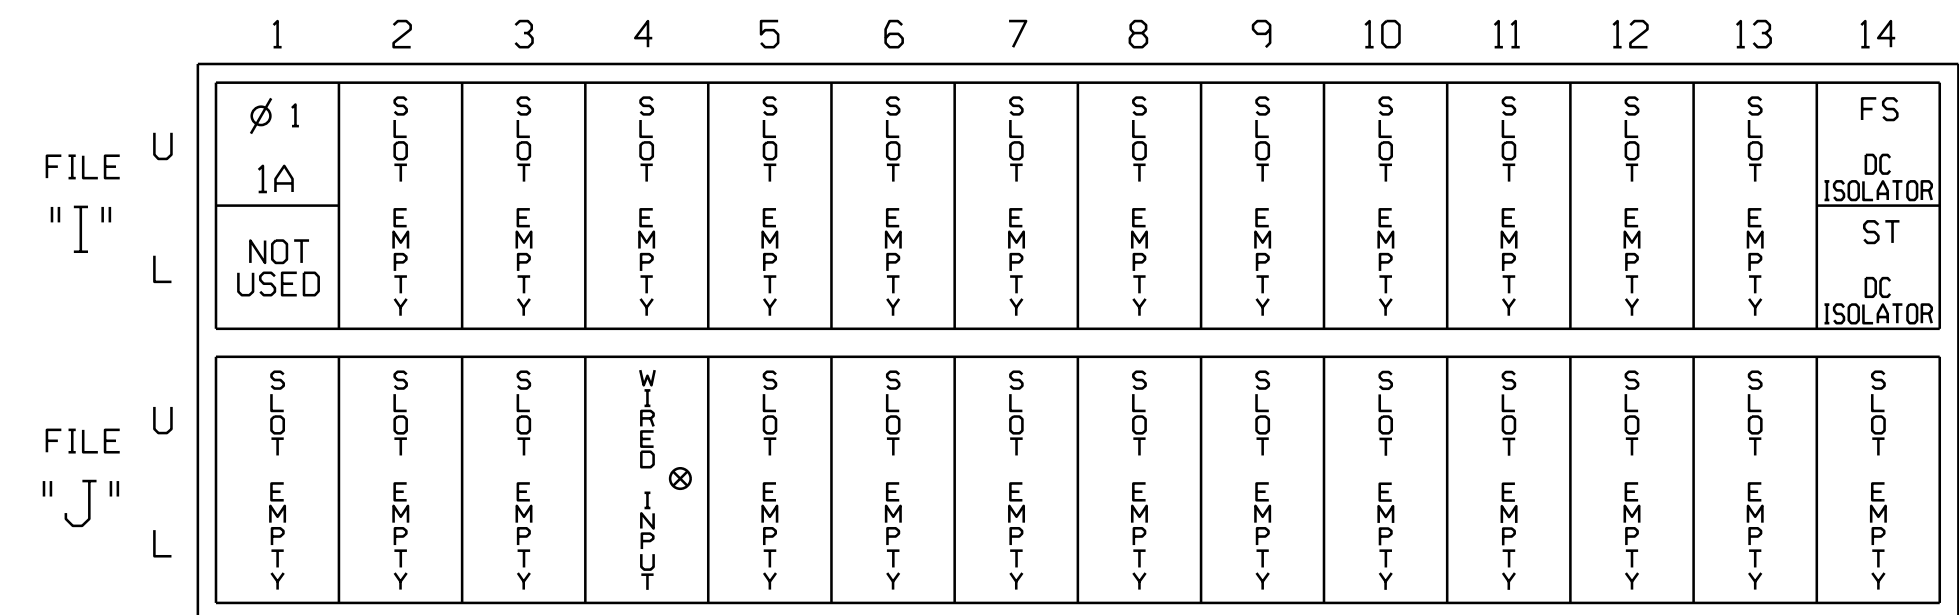 1 2 3 4 5 6 7 8 9 10 11 12 13 14
FILE "I"
U
L
Ø 1
1A
NOT
USED
SLOT EMPTY
SLOT EMPTY
SLOT EMPTY
SLOT EMPTY
SLOT EMPTY
SLOT EMPTY
SLOT EMPTY
SLOT EMPTY
SLOT EMPTY
SLOT EMPTY
SLOT EMPTY
SLOT EMPTY
FS
DC
ISOLATOR
ST
DC
ISOLATOR
FILE "J"
U
L
SLOT EMPTY
SLOT EMPTY
SLOT EMPTY
WIRED INPUT ⊗
SLOT EMPTY
SLOT EMPTY
SLOT EMPTY
SLOT EMPTY
SLOT EMPTY
SLOT EMPTY
SLOT EMPTY
SLOT EMPTY
SLOT EMPTY
SLOT EMPTY